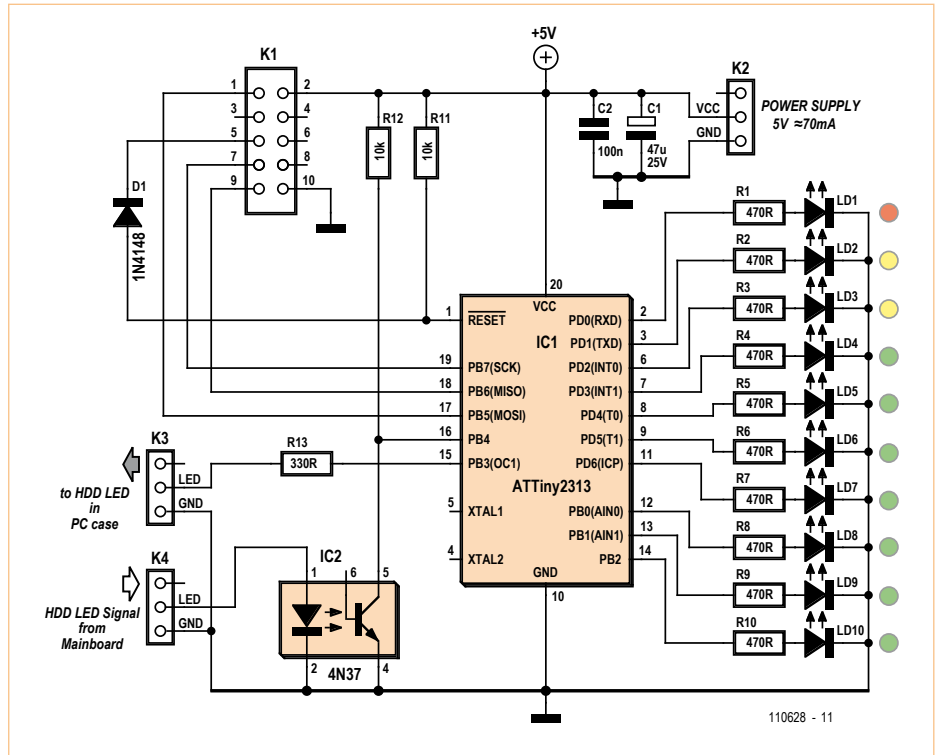 +5V
K1
K2
1
2
3
4
5
6
7
8
9
10
R12
10k
R11
10k
C2
100n
C1
47u
25V
VCC
GND
POWER SUPPLY
5V ≈70mA
D1
1N4148
R1
470R
LD1
R2
470R
LD2
R3
470R
LD3
R4
470R
LD4
R5
470R
LD5
R6
470R
LD6
R7
470R
LD7
R8
470R
LD8
R9
470R
LD9
R10
470R
LD10
20
VCC
IC1
ATTiny2313
GND
10
1
RESET
19
PB7(SCK)
18
PB6(MISO)
17
PB5(MOSI)
16
PB4
15
PB3(OC1)
5
XTAL1
4
XTAL2
PD0(RXD)
2
PD1(TXD)
3
PD2(INT0)
6
PD3(INT1)
7
PD4(T0)
8
PD5(T1)
9
PD6(ICP)
11
PB0(AIN0)
12
PB1(AIN1)
13
PB2
14
K3
LED
GND
to HDD LED
in
PC case
R13
330R
K4
LED
GND
HDD LED Signal
from
Mainboard
IC2
1
6
5
2
4
4N37
110628 - 11